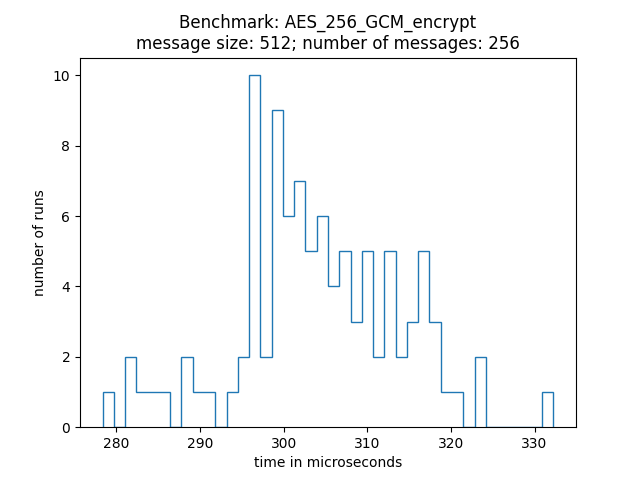 Benchmark: AES_256_GCM_encrypt
message size: 512; number of messages: 256
10
8
6
4
2
0
number of runs
280 290 300 310 320 330
time in microseconds